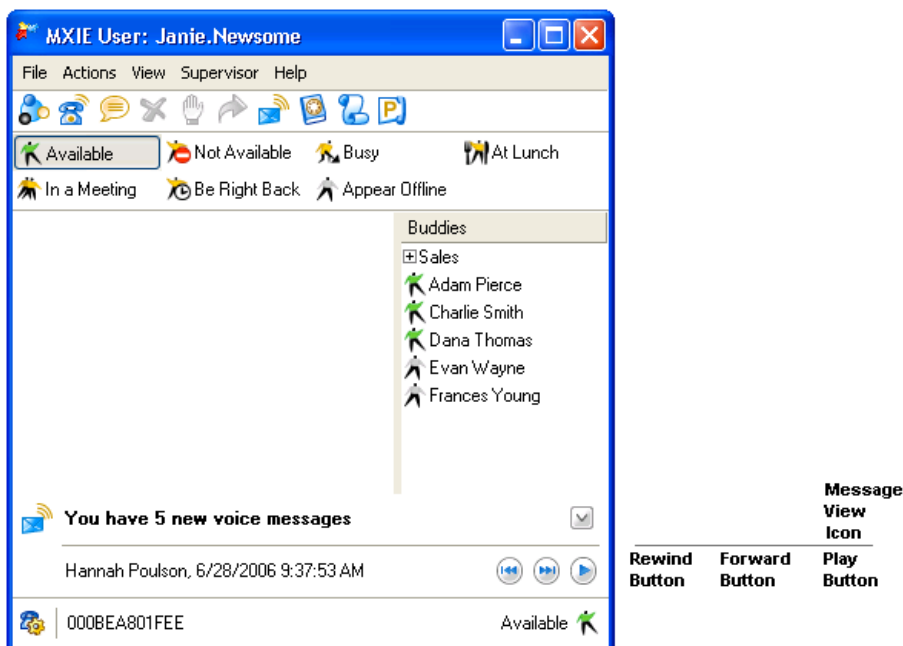 MXIE User: Janie.Newsome
File Actions View Supervisor Help
Available Not Available Busy At Lunch
In a Meeting Be Right Back Appear Offline
Buddies
Sales
Adam Pierce
Charlie Smith
Dana Thomas
Evan Wayne
Frances Young
You have 5 new voice messages
Message
View
Icon
Hannah Poulson, 6/28/2006 9:37:53 AM
Rewind Forward Play
Button Button Button
000BEA801FEE Available